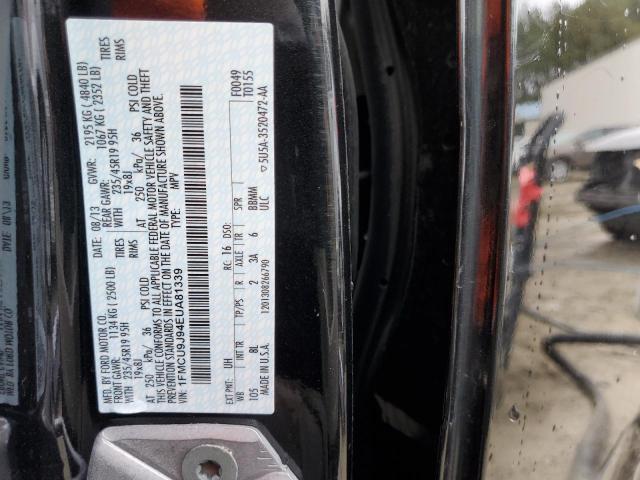 MFD. BY FORD MOTOR CO.
DATE: 08/13 GVWR: 2195 KG ( 4840 LB)
FRONT GAWR: 1134 KG ( 2500 LB) REAR GAWR: 1067 KG ( 2352 LB)
WITH 235/45R19 95H TIRES WITH 235/45R19 95H TIRES
19x8J RIMS 19x8J RIMS
AT 250 kPa/ 36 PSI COLD AT 250 kPa/ 36 PSI COLD
THIS VEHICLE CONFORMS TO ALL APPLICABLE FEDERAL MOTOR VEHICLE SAFETY AND THEFT
PREVENTION STANDARDS IN EFFECT ON THE DATE OF MANUFACTURE SHOWN ABOVE.
VIN: 1FMCU9J94EUA81339 TYPE: MPV
F0049
T0155
EXT PNT: UH RC: 16 DSO:
WB INT TR TP/PS R AXLE TR SPR
105 BL 2 3A 6 BBMM
MADE IN U.S.A. 1201308266790 ULC
5U5A-3520472-AA